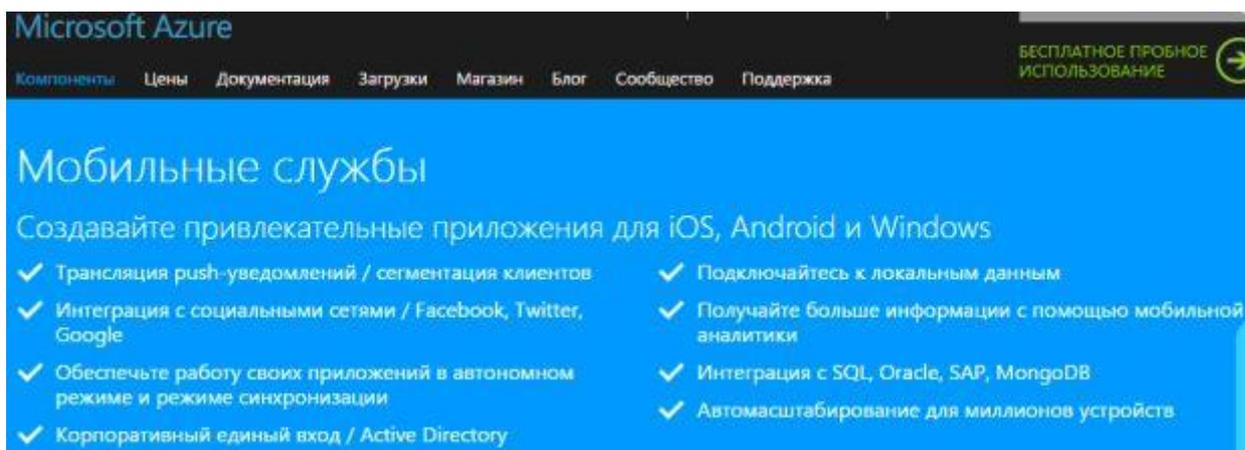 Microsoft Azure
БЕСПЛАТНОЕ ПРОБНОЕ
ИСПОЛЬЗОВАНИЕ
Компоненты Цены Документация Загрузки Магазин Блог Сообщество Поддержка
Мобильные службы
Создавайте привлекательные приложения для iOS, Android и Windows
Трансляция push-уведомлений / сегментация клиентов
Интеграция с социальными сетями / Facebook, Twitter,
Google
Обеспечьте работу своих приложений в автономном
режиме и режиме синхронизации
Корпоративный единый вход / Active Directory
Подключайтесь к локальным данным
Получайте больше информации с помощью мобильной
аналитики
Интеграция с SQL, Oracle, SAP, MongoDB
Автомасштабирование для миллионов устройств